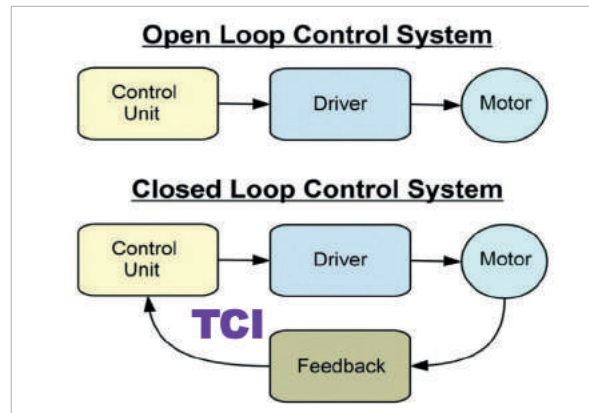 Open Loop Control System
Control
Unit
Driver
Motor
Closed Loop Control System
Control
Unit
Driver
Motor
TCI
Feedback